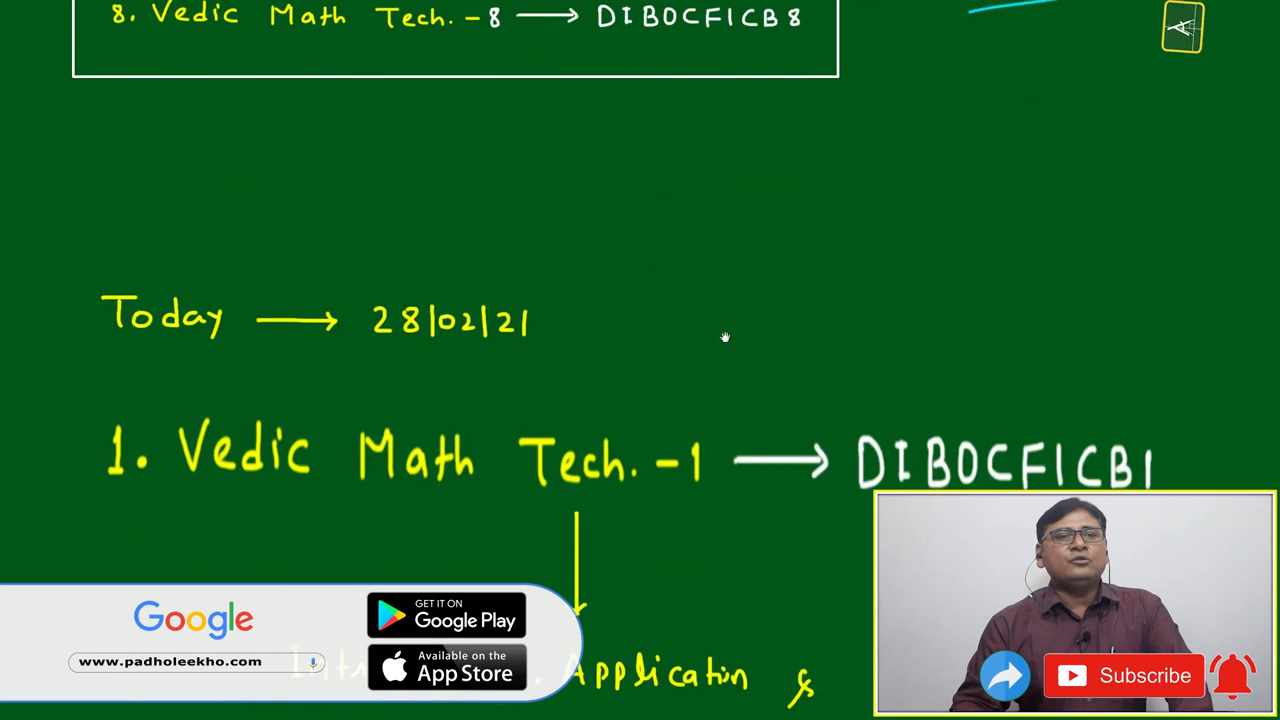 8. Vedic Math Tech. - 8 → DIBOCFICB8
Today → 28/02/21
1. Vedic Math Tech. - 1 → DIBOCFICB1
Application &
Google
www.padholeekho.com
GET IT ON
Google Play
Available on the
App Store
Subscribe